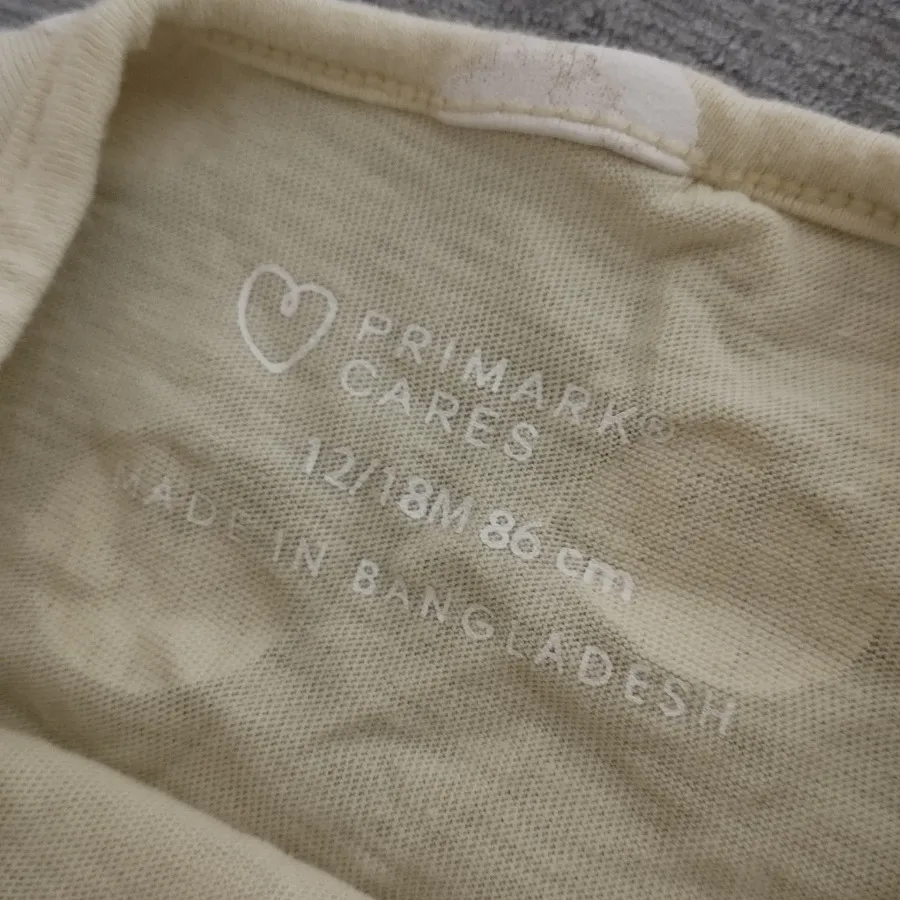 PRIMARK®
CARES
12/18M 86 cm
MADE IN BANGLADESH